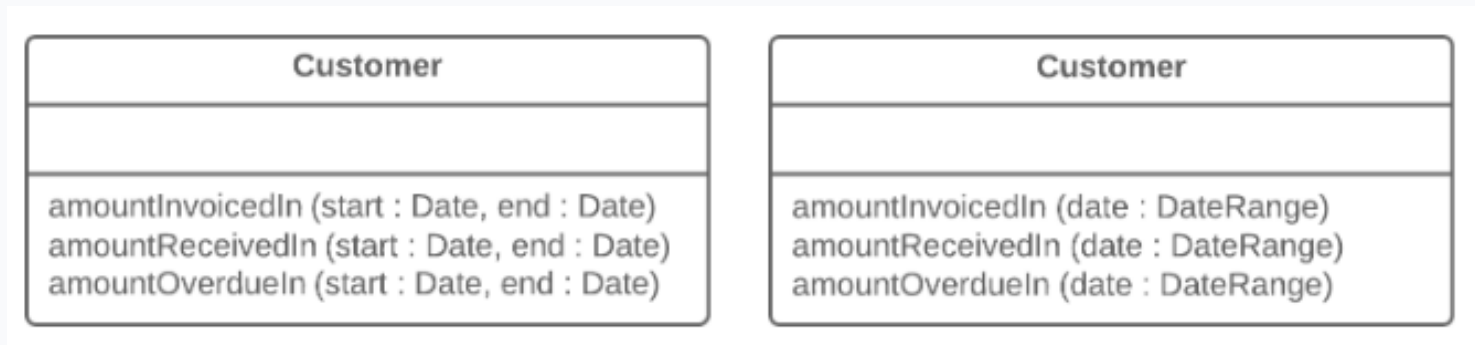 Customer
amountInvoicedIn (start : Date, end : Date)
amountReceivedIn (start : Date, end : Date)
amountOverdueIn (start : Date, end : Date)
Customer
amountInvoicedIn (date : DateRange)
amountReceivedIn (date : DateRange)
amountOverdueIn (date : DateRange)